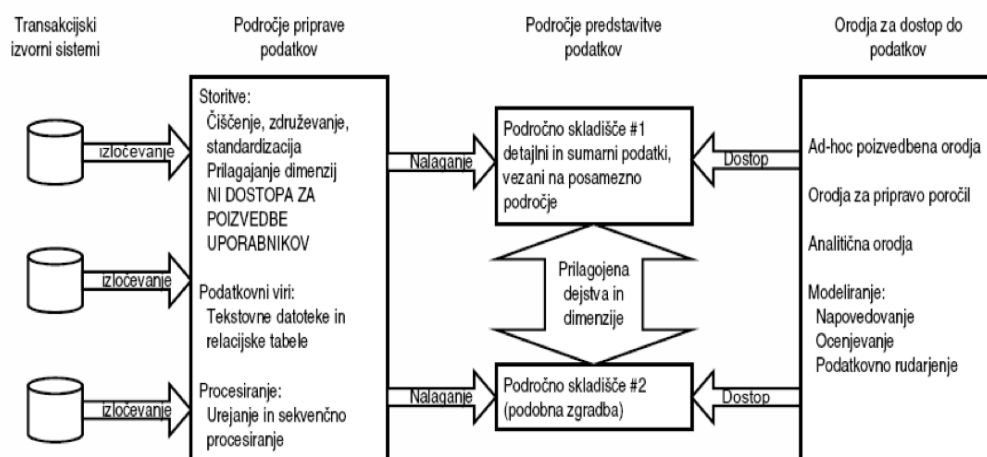 Transakcijski
izvorni sistemi
Področje priprave
podatkov
Področje predstavitve
podatkov
Orodja za dostop do
podatkov
izločevanje
izločevanje
izločevanje
Storitve:
Čiščenje, združevanje,
standardizacija
Prilagajanje dimenzij
NI DOSTOPA ZA
POIZVEDBE
UPORABNIKOV
Podatkovni viri:
Tekstovne datoteke in
relacijske tabele
Procesiranje:
Urejanje in sekvenčno
procesiranje
Nalaganje
Nalaganje
Področno skladišče #1
detajlni in sumarni podatki,
vezani na posamezno
področje
Prilagojena
dejstva in
dimenzije
Področno skladišče #2
(podobna zgradba)
Dostop
Dostop
Ad-hoc poizvedbena orodja
Orodja za pripravo poročil
Analitična orodja
Modeliranje:
Napovedovanje
Ocenjevanje
Podatkovno rudarjenje